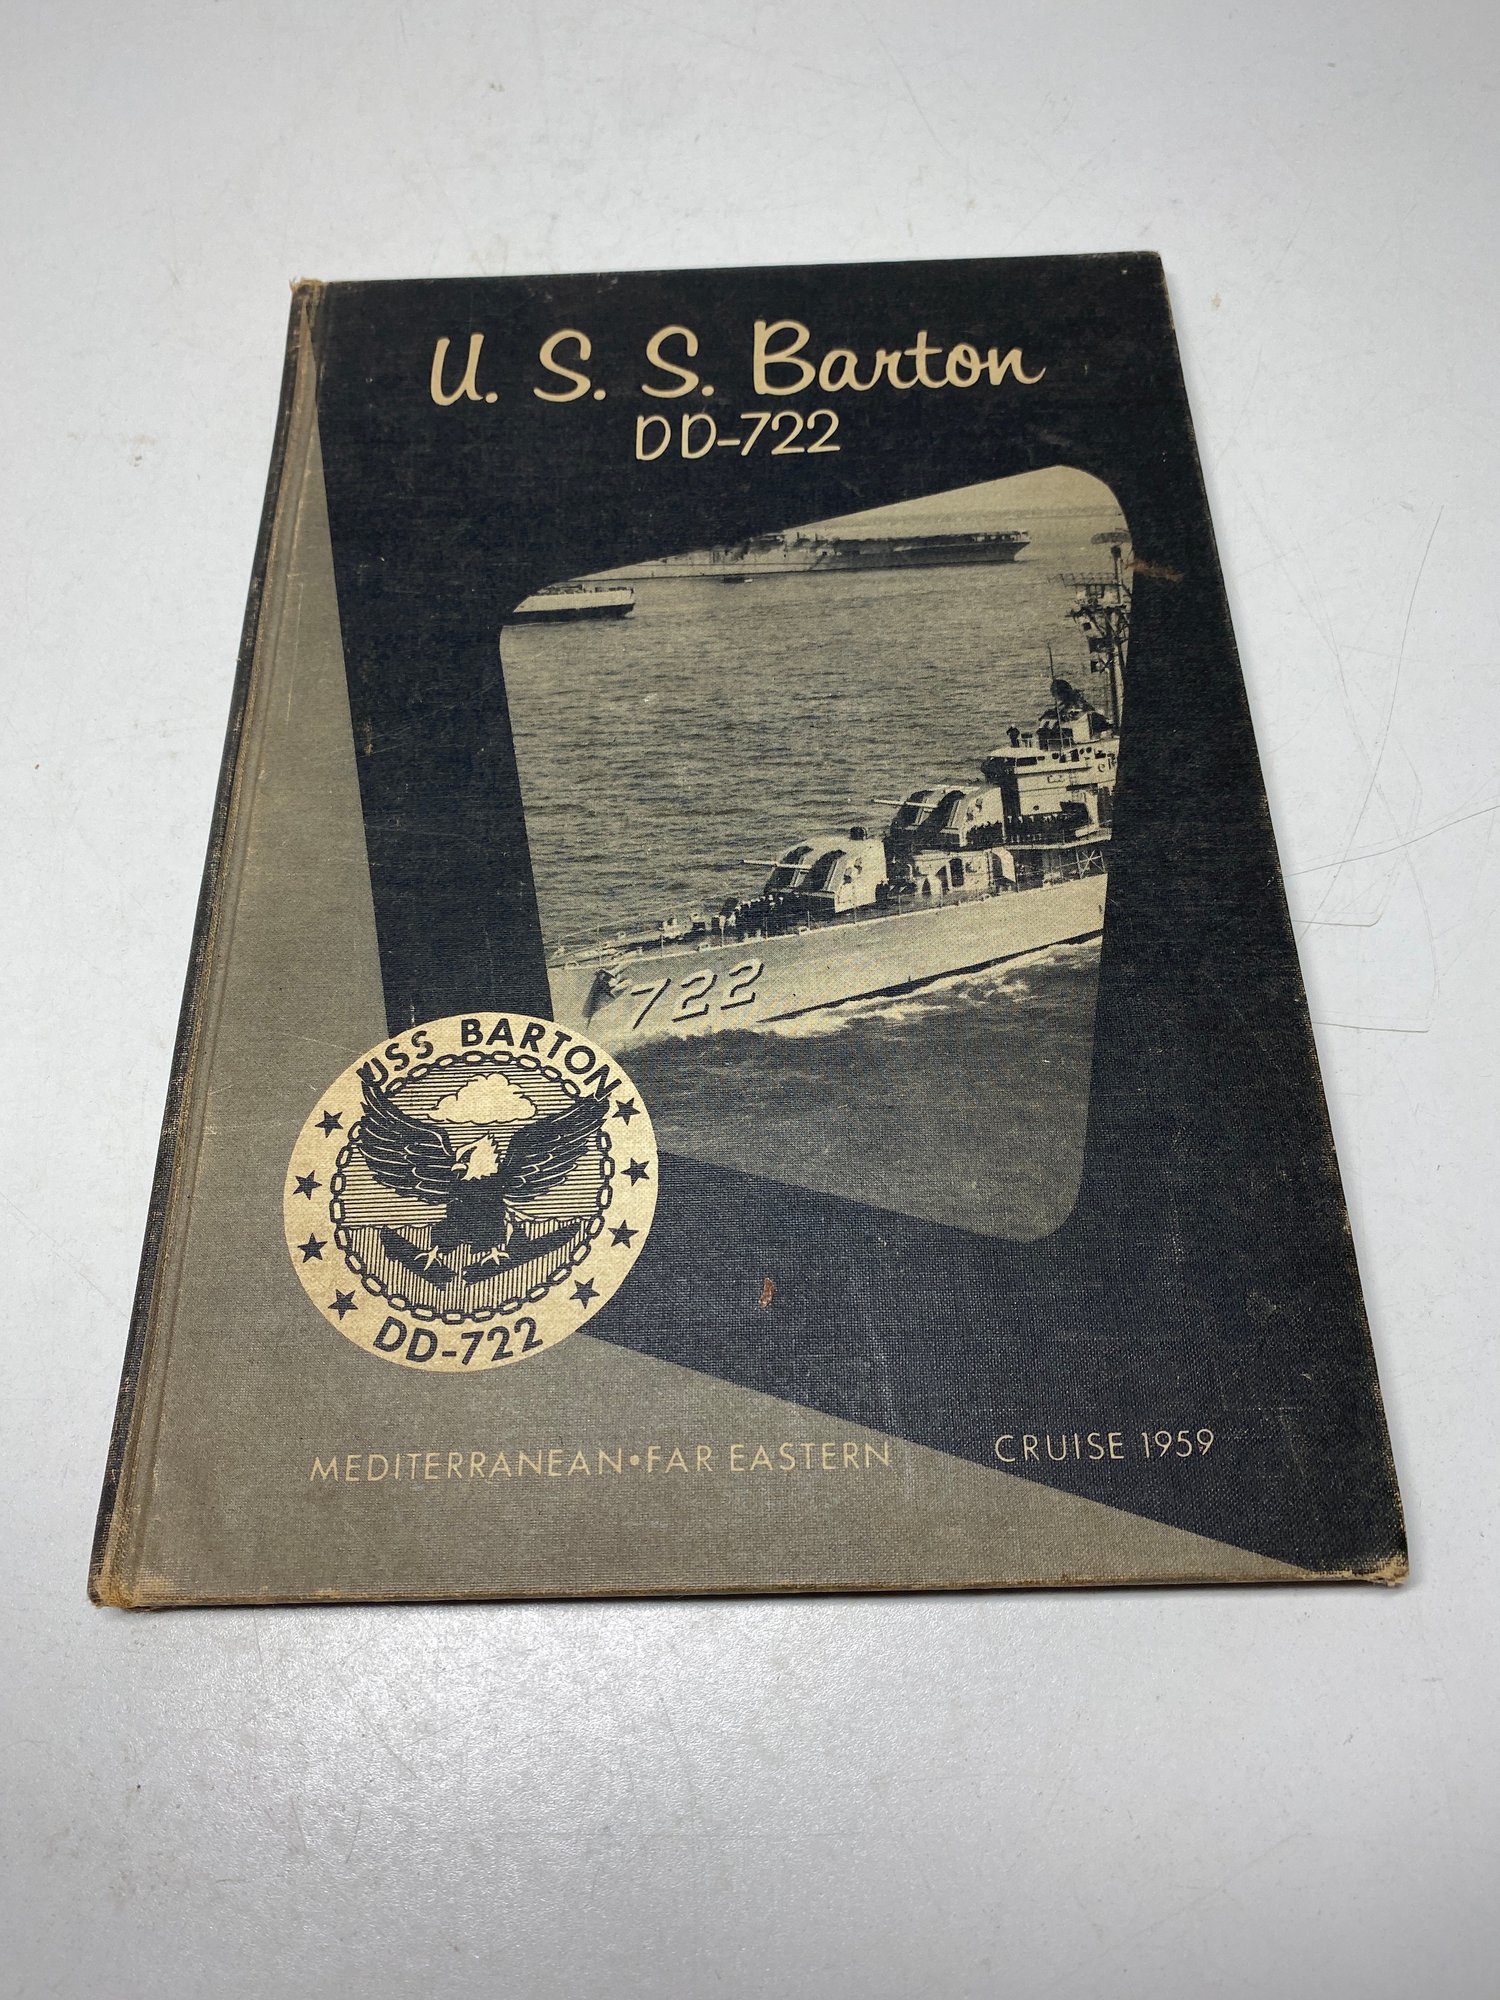 U. S. S. Barton
DD-722
722
USS BARTON
DD-722
MEDITERRANEAN•FAR EASTERN CRUISE 1959